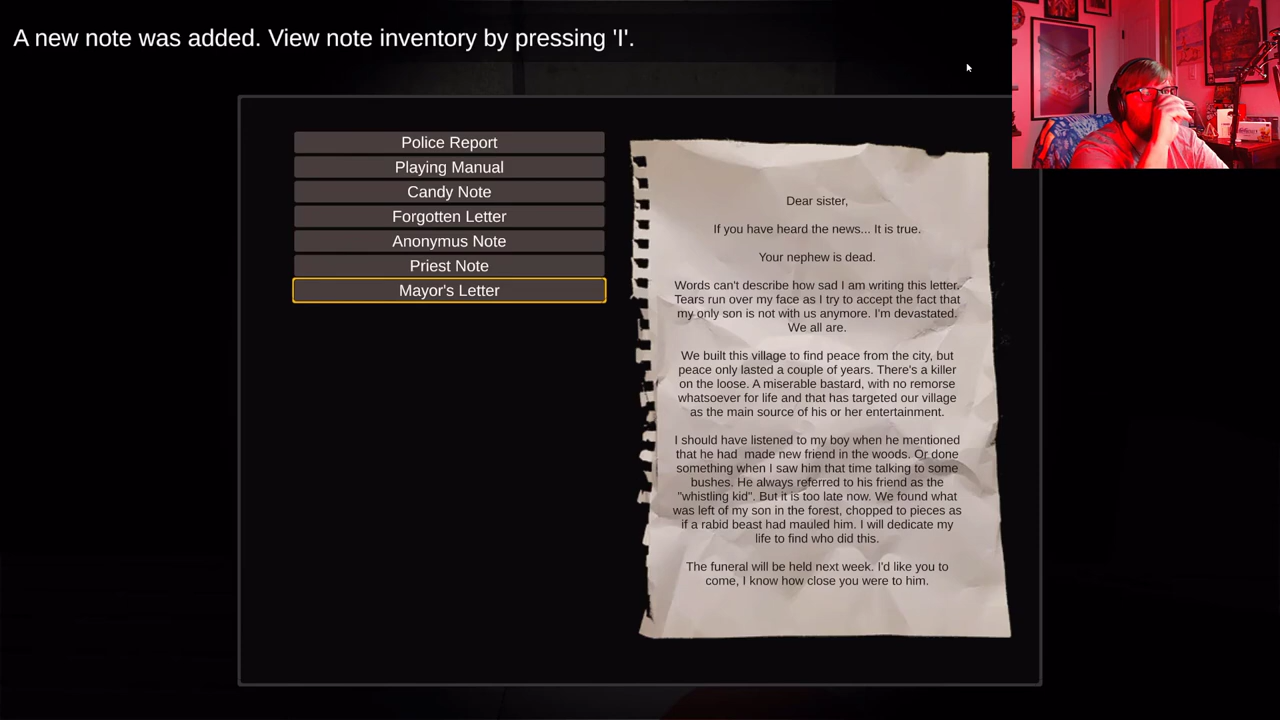 A new note was added. View note inventory by pressing 'I'.
Police Report
Playing Manual
Candy Note
Forgotten Letter
Anonymus Note
Priest Note
Mayor's Letter
Dear sister,
If you have heard the news... It is true.
Your nephew is dead.
Words can't describe how sad I am writing this letter.
Tears run over my face as I try to accept the fact that
my only son is not with us anymore. I'm devastated.
We all are.
We built this village to find peace from the city, but
peace only lasted a couple of years. There's a killer
on the loose. A miserable bastard, with no remorse
whatsoever for life and that has targeted our village
as the main source of his or her entertainment.
I should have listened to my boy when he mentioned
that he had  made new friend in the woods. Or done
something when I saw him that time talking to some
bushes. He always referred to his friend as the
"whistling kid". But it is too late now. We found what
was left of my son in the forest, chopped to pieces as
if a rabid beast had mauled him. I will dedicate my
life to find who did this.
The funeral will be held next week. I'd like you to
come, I know how close you were to him.